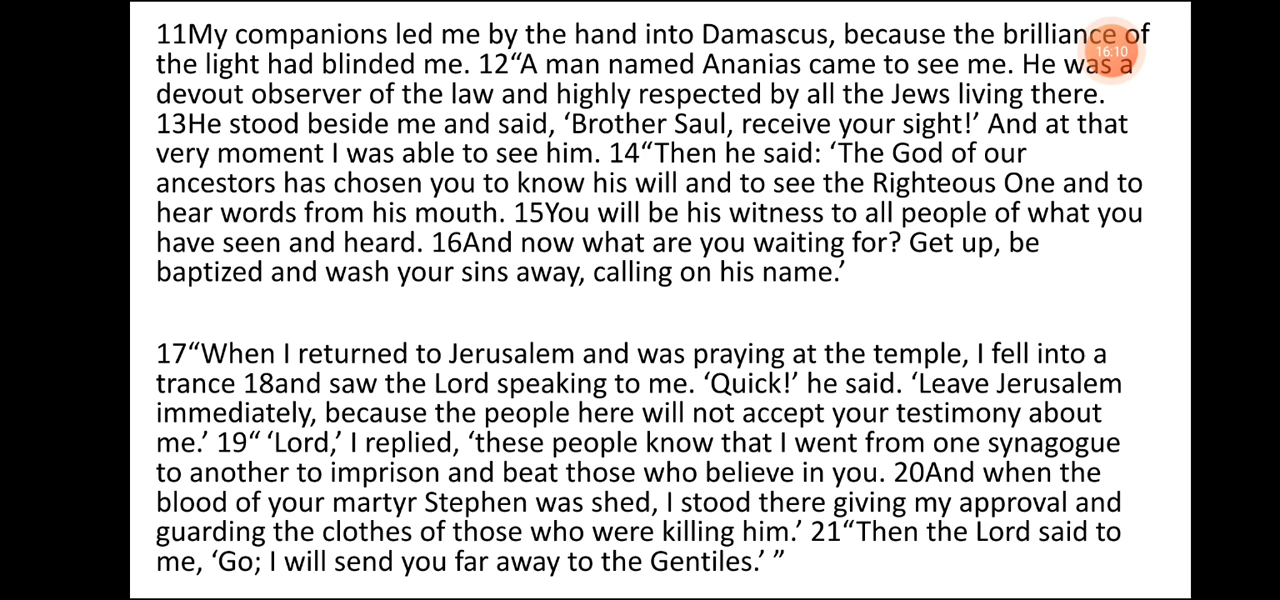 11My companions led me by the hand into Damascus, because the brilliance of
the light had blinded me. 12“A man named Ananias came to see me. He was a
devout observer of the law and highly respected by all the Jews living there.
13He stood beside me and said, ‘Brother Saul, receive your sight!’ And at that
very moment I was able to see him. 14“Then he said: ‘The God of our
ancestors has chosen you to know his will and to see the Righteous One and to
hear words from his mouth. 15You will be his witness to all people of what you
have seen and heard. 16And now what are you waiting for? Get up, be
baptized and wash your sins away, calling on his name.’
17“When I returned to Jerusalem and was praying at the temple, I fell into a
trance 18and saw the Lord speaking to me. ‘Quick!’ he said. ‘Leave Jerusalem
immediately, because the people here will not accept your testimony about
me.’ 19“ ‘Lord,’ I replied, ‘these people know that I went from one synagogue
to another to imprison and beat those who believe in you. 20And when the
blood of your martyr Stephen was shed, I stood there giving my approval and
guarding the clothes of those who were killing him.’ 21“Then the Lord said to
me, ‘Go; I will send you far away to the Gentiles.’ ”
16:10